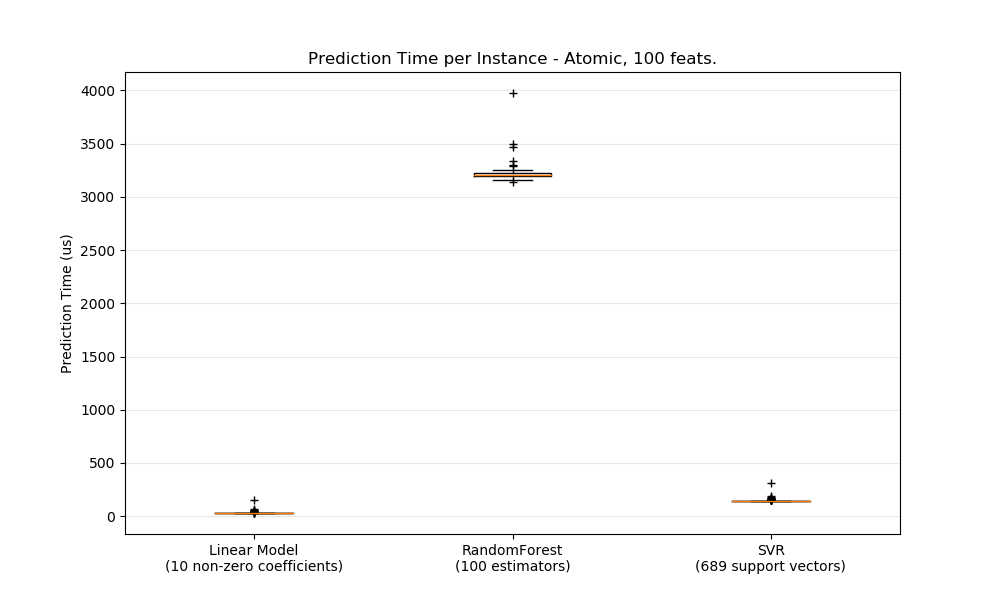 Prediction Time per Instance - Atomic, 100 feats.
Prediction Time (us)
4000
3500
3000
2500
2000
1500
1000
500
0
Linear Model
(10 non-zero coefficients)
RandomForest
(100 estimators)
SVR
(689 support vectors)